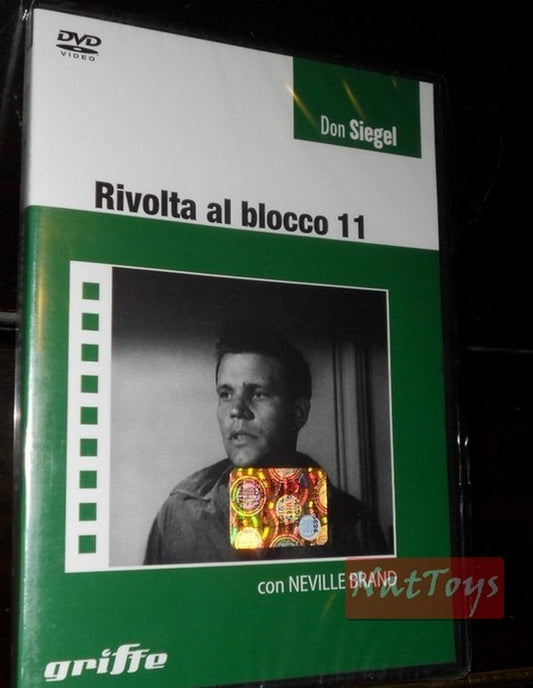 DVD
VIDEO
Don Siegel
Rivolta al blocco 11
con NEVILLE BRAND
NutToys
griffe